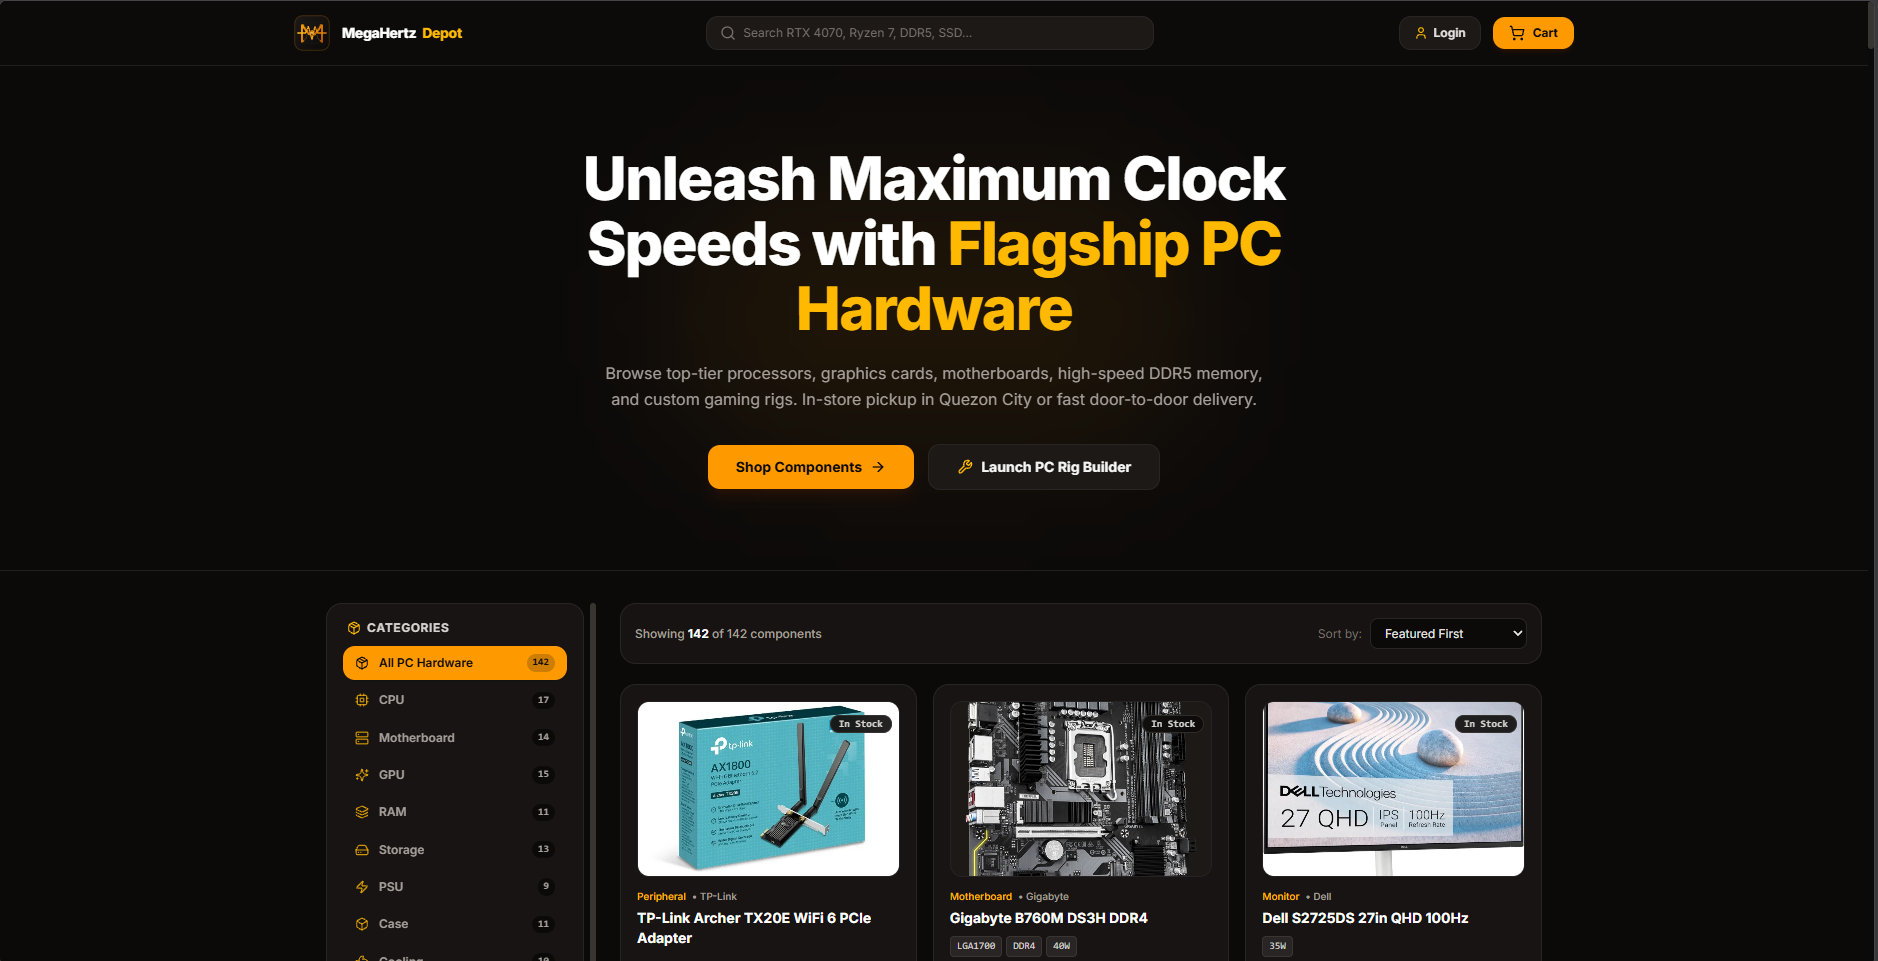 MegaHertz Depot
Search RTX 4070, Ryzen 7, DDR5, SSD...
Login
Cart
Unleash Maximum Clock
Speeds with Flagship PC
Hardware
Browse top-tier processors, graphics cards, motherboards, high-speed DDR5 memory,
and custom gaming rigs. In-store pickup in Quezon City or fast door-to-door delivery.
Shop Components
Launch PC Rig Builder
CATEGORIES
All PC Hardware 142
CPU 17
Motherboard 14
GPU 15
RAM 11
Storage 13
PSU 9
Case 11
Showing 142 of 142 components
Sort by: Featured First
In Stock
tp-link
AX1800
Peripheral • TP-Link
TP-Link Archer TX20E WiFi 6 PCIe
Adapter
In Stock
Motherboard • Gigabyte
Gigabyte B760M DS3H DDR4
LGA1700 DDR4 40W
In Stock
DELL Technologies
27 QHD IPS Panel 100Hz Refresh Rate
Monitor • Dell
Dell S2725DS 27in QHD 100Hz
35W